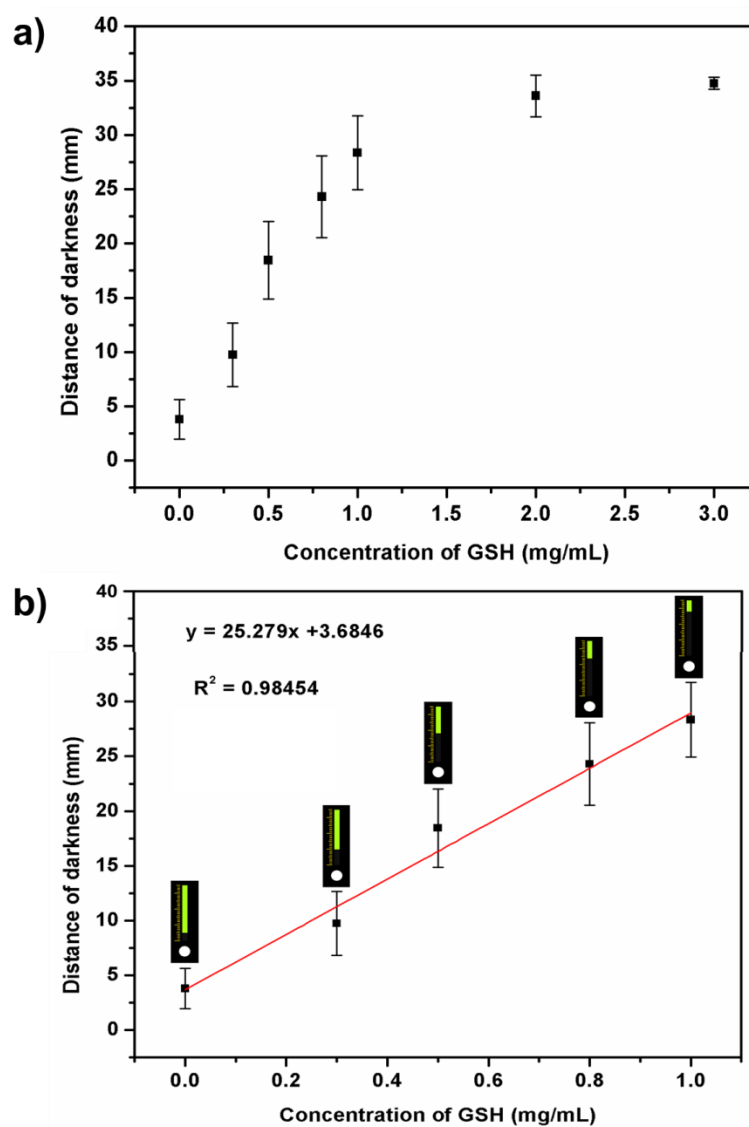 a)
40
35
30
25
20
15
10
5
0
Distance of darkness (mm)
0.0 0.5 1.0 1.5 2.0 2.5 3.0
Concentration of GSH (mg/mL)
b)
40
35
30
25
20
15
10
5
0
Distance of darkness (mm)
y = 25.279x +3.6846
R² = 0.98454
0.0 0.2 0.4 0.6 0.8 1.0
Concentration of GSH (mg/mL)